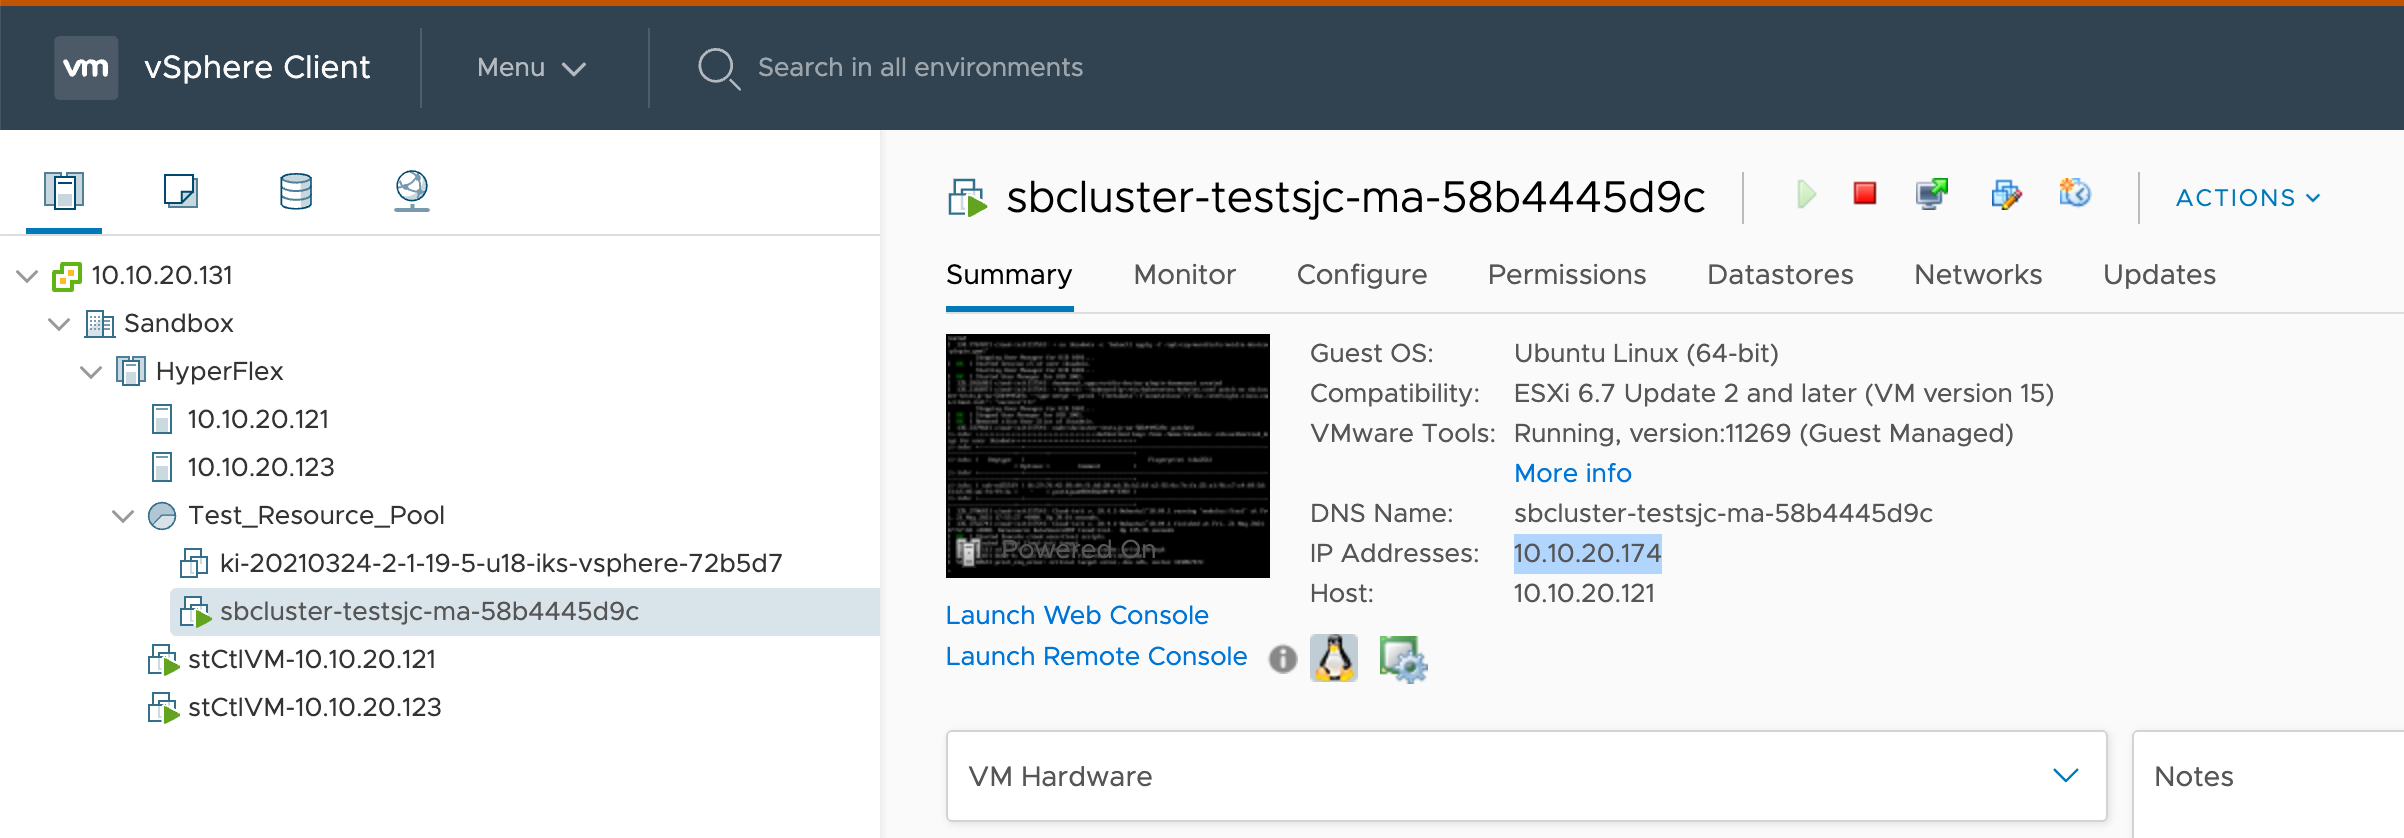 vm vSphere Client Menu Search in all environments
10.10.20.131
Sandbox
HyperFlex
10.10.20.121
10.10.20.123
Test_Resource_Pool
ki-20210324-2-1-19-5-u18-iks-vsphere-72b5d7
sbcluster-testsjc-ma-58b4445d9c
stCtlVM-10.10.20.121
stCtlVM-10.10.20.123
sbcluster-testsjc-ma-58b4445d9c ACTIONS
Summary Monitor Configure Permissions Datastores Networks Updates
Powered On
Launch Web Console
Launch Remote Console
Guest OS: Ubuntu Linux (64-bit)
Compatibility: ESXi 6.7 Update 2 and later (VM version 15)
VMware Tools: Running, version:11269 (Guest Managed)
More info
DNS Name: sbcluster-testsjc-ma-58b4445d9c
IP Addresses: 10.10.20.174
Host: 10.10.20.121
VM Hardware
Notes